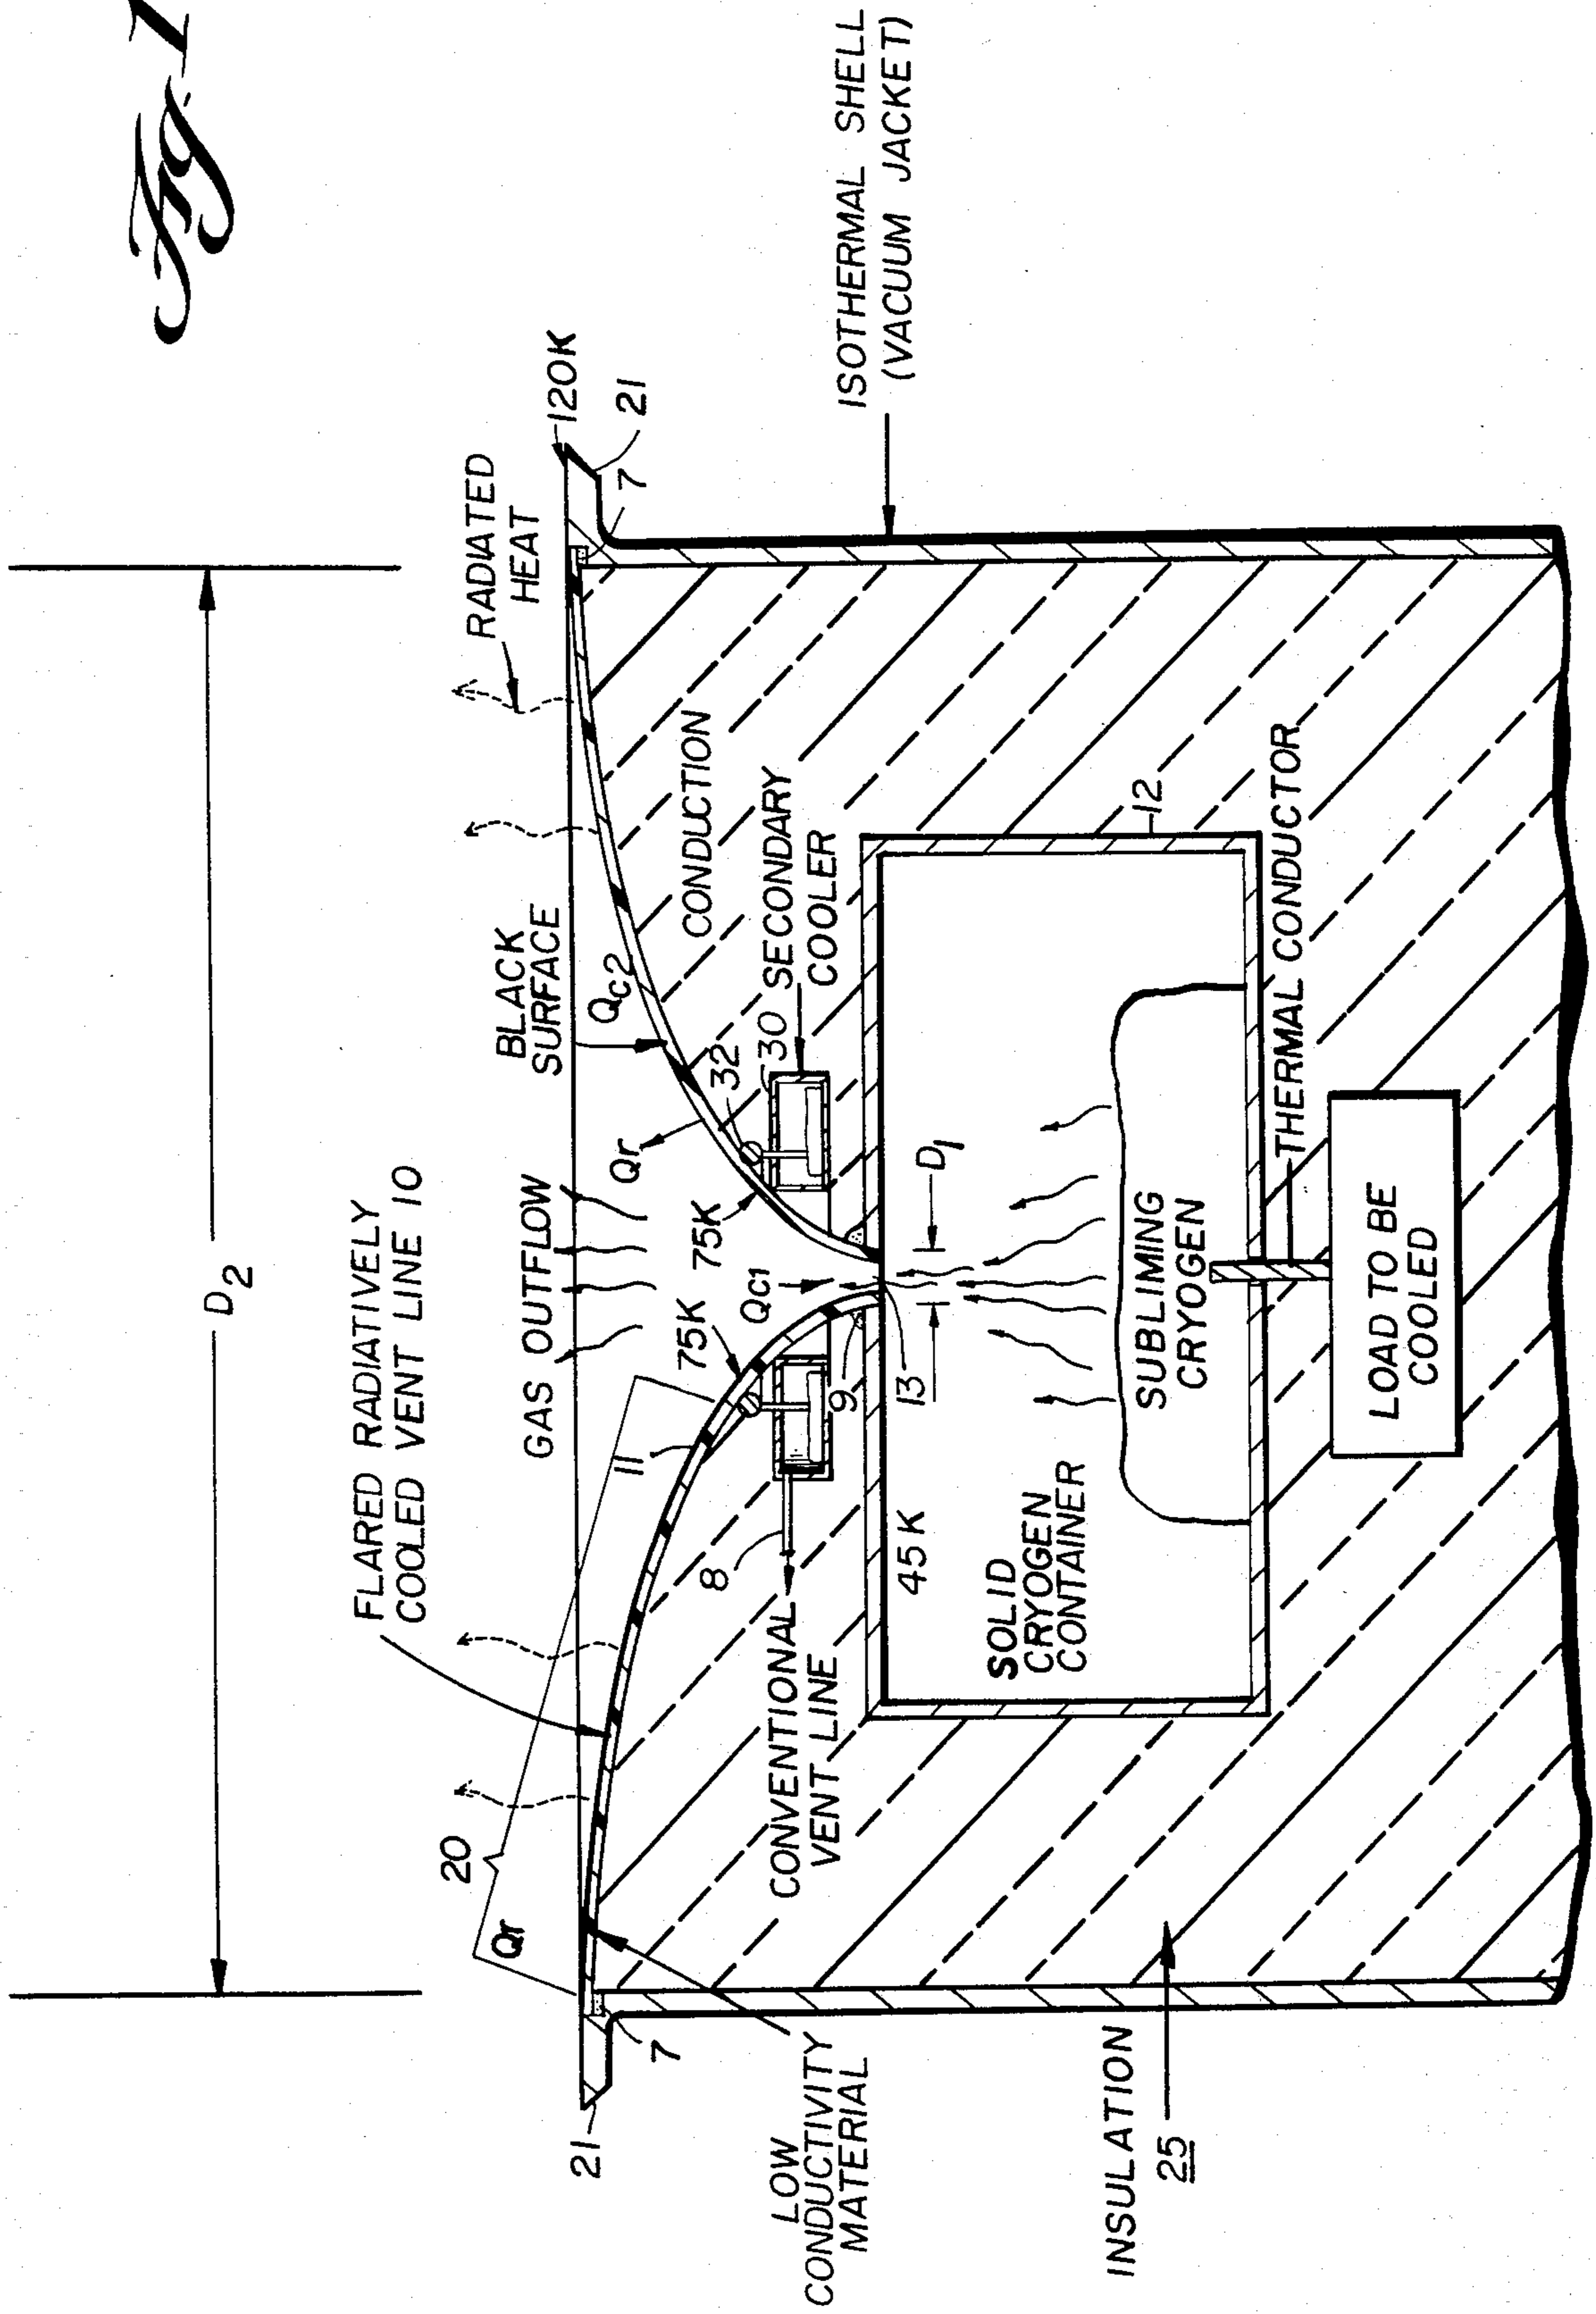 Fig-1
D2
FLARED RADIATIVELY
COOLED VENT LINE 10
RADIATED
HEAT
120K
21
7
20
Qr
GAS OUTFLOW
BLACK
SURFACE
Qr
Qc2
11
75K
75K
32
CONDUCTION
21
7
LOW
CONDUCTIVITY
MATERIAL
8
CONVENTIONAL
VENT LINE
Qc1
30
SECONDARY
COOLER
9
13
D1
ISOTHERMAL SHELL
(VACUUM JACKET)
45K
SOLID
CRYOGEN
CONTAINER
12
SUBLIMING
CRYOGEN
THERMAL CONDUCTOR
INSULATION
25
LOAD TO BE
COOLED